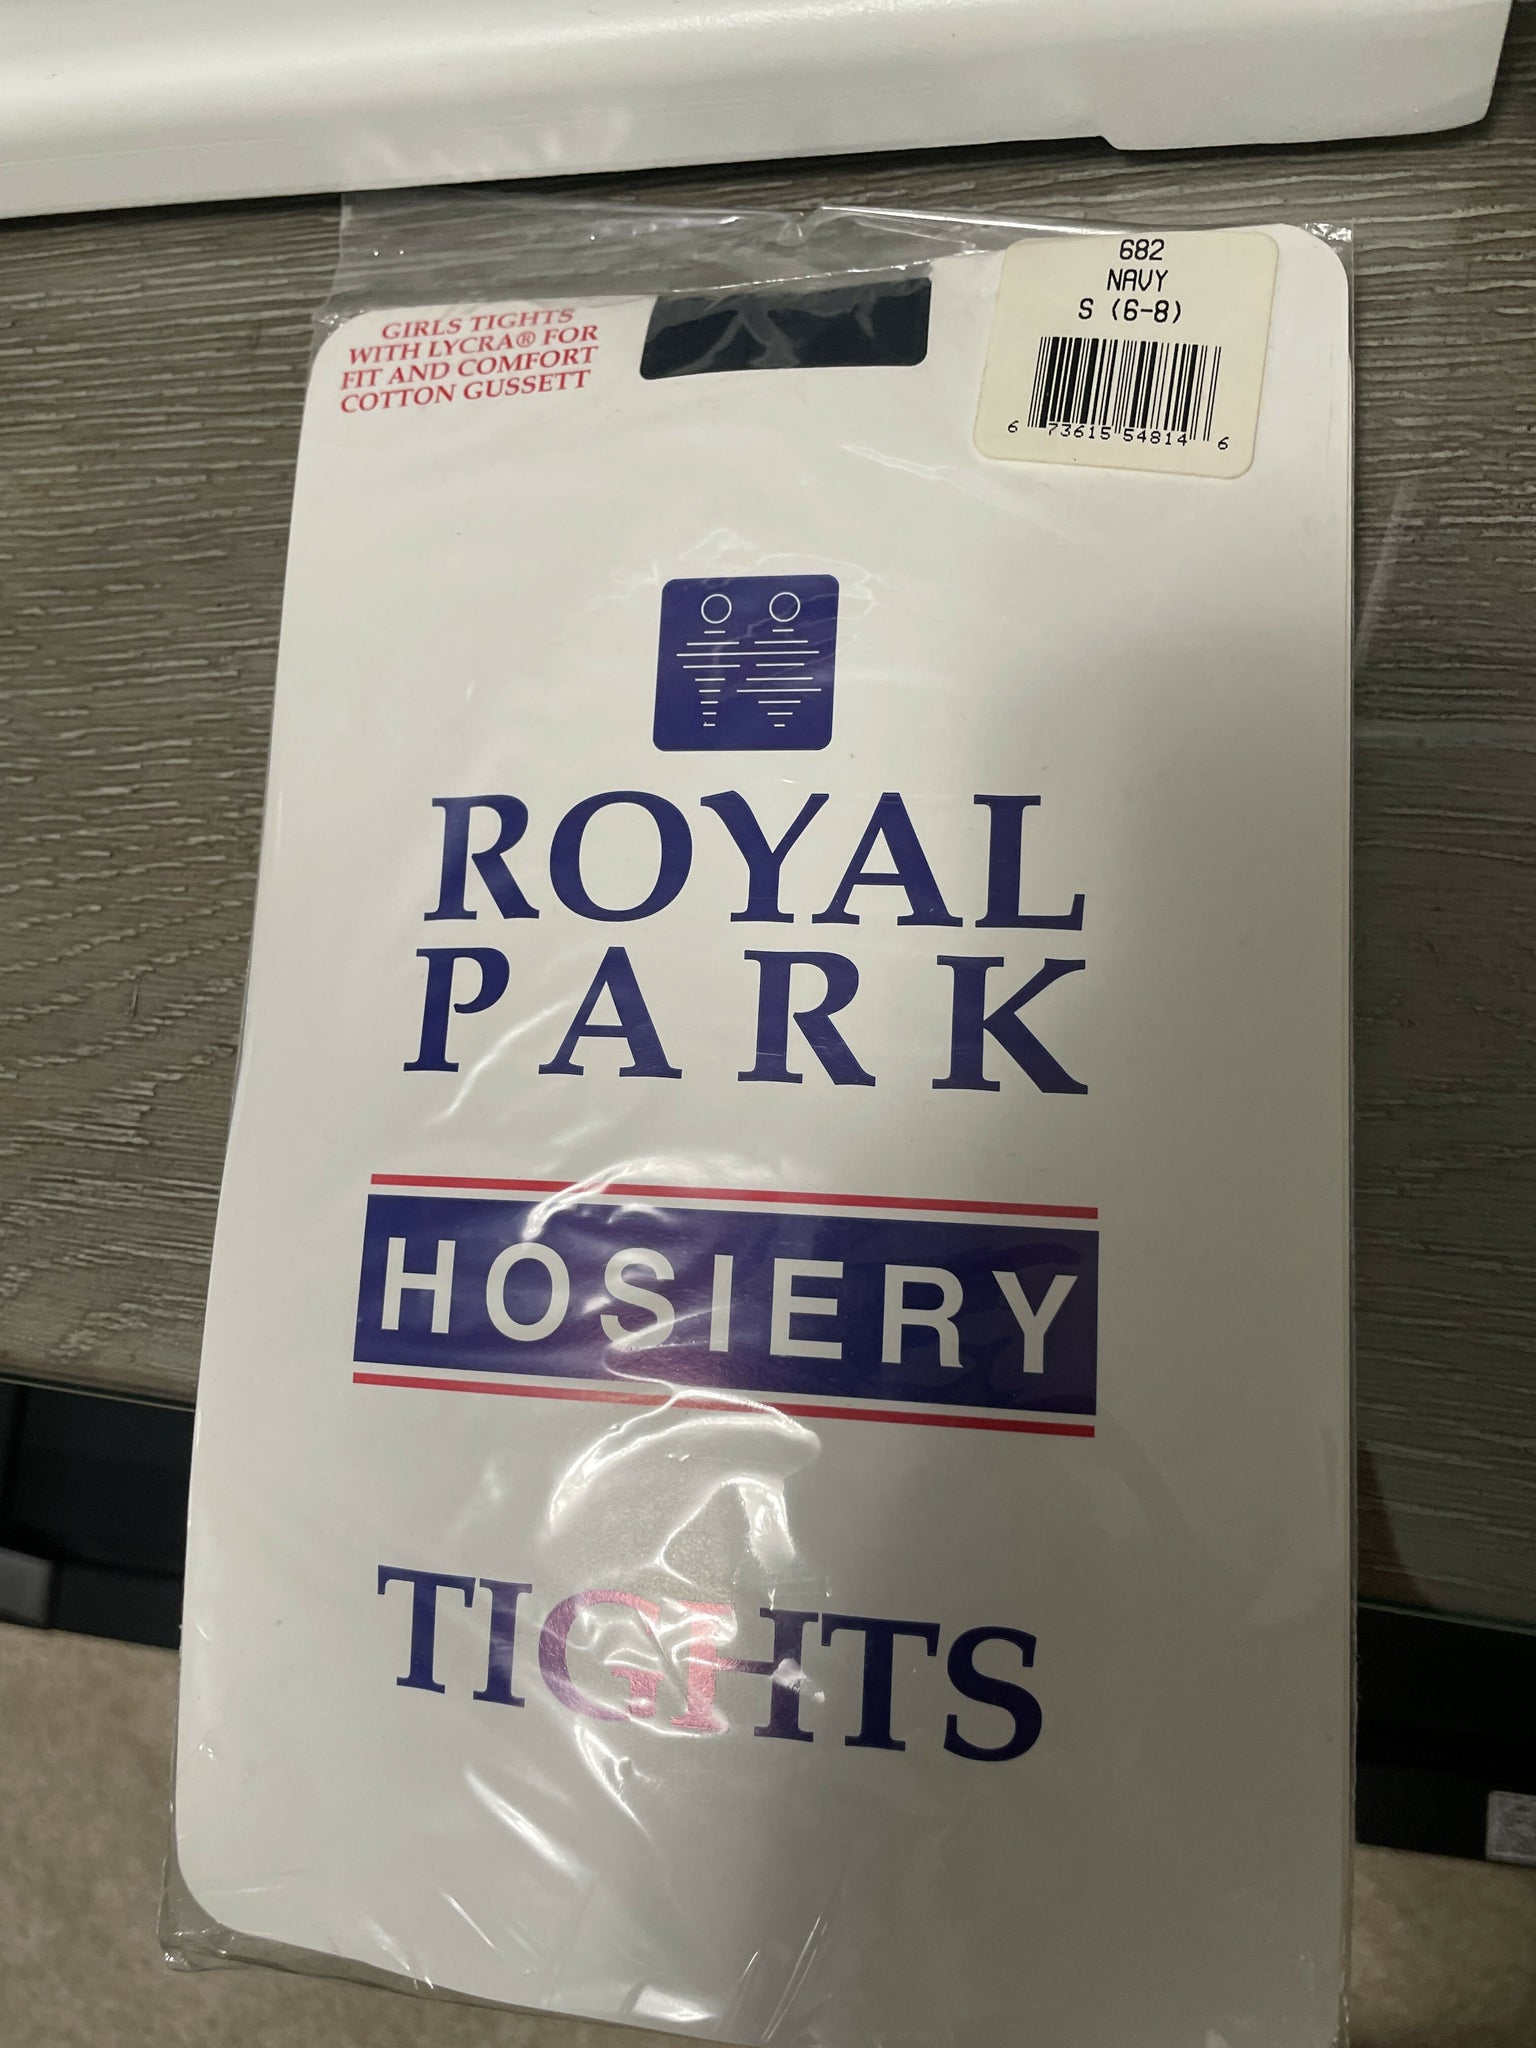 GIRLS TIGHTS
WITH LYCRA® FOR
FIT AND COMFORT
COTTON GUSSETT
682
NAVY
S (6-8)
6 73615 54814 6
ROYAL
PARK
HOSIERY
TIGHTS